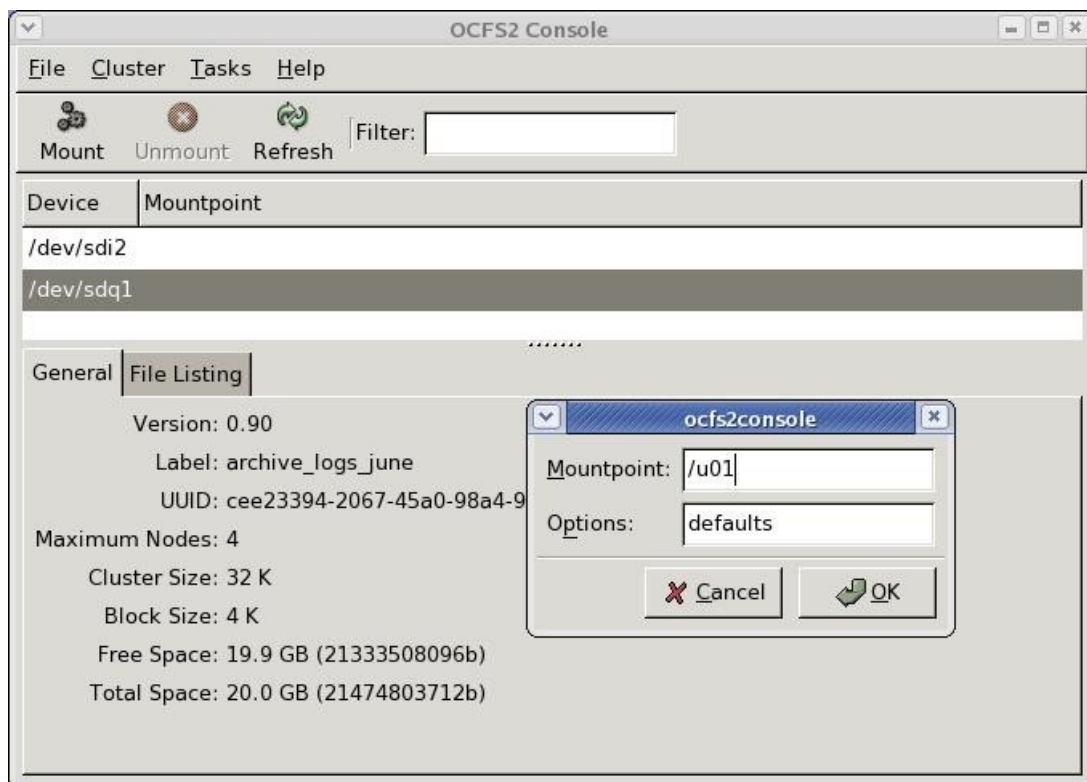 OCFS2 Console
File Cluster Tasks Help
Mount Unmount Refresh Filter:
Device Mountpoint
/dev/sdi2
/dev/sdq1
General File Listing
Version: 0.90
Label: archive_logs_june
UUID: cee23394-2067-45a0-98a4-9
Maximum Nodes: 4
Cluster Size: 32 K
Block Size: 4 K
Free Space: 19.9 GB (21333508096b)
Total Space: 20.0 GB (21474803712b)
ocfs2console
Mountpoint: /u01
Options: defaults
Cancel OK